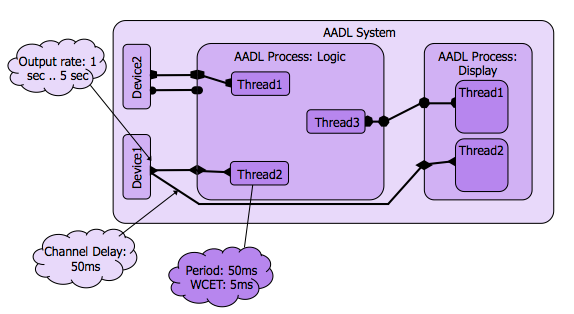 AADL System
Output rate: 1
sec .. 5 sec
Device2
AADL Process: Logic
Thread1
Thread3
AADL Process:
Display
Thread1
Thread2
Device1
Thread2
Channel Delay:
50ms
Period: 50ms
WCET: 5ms